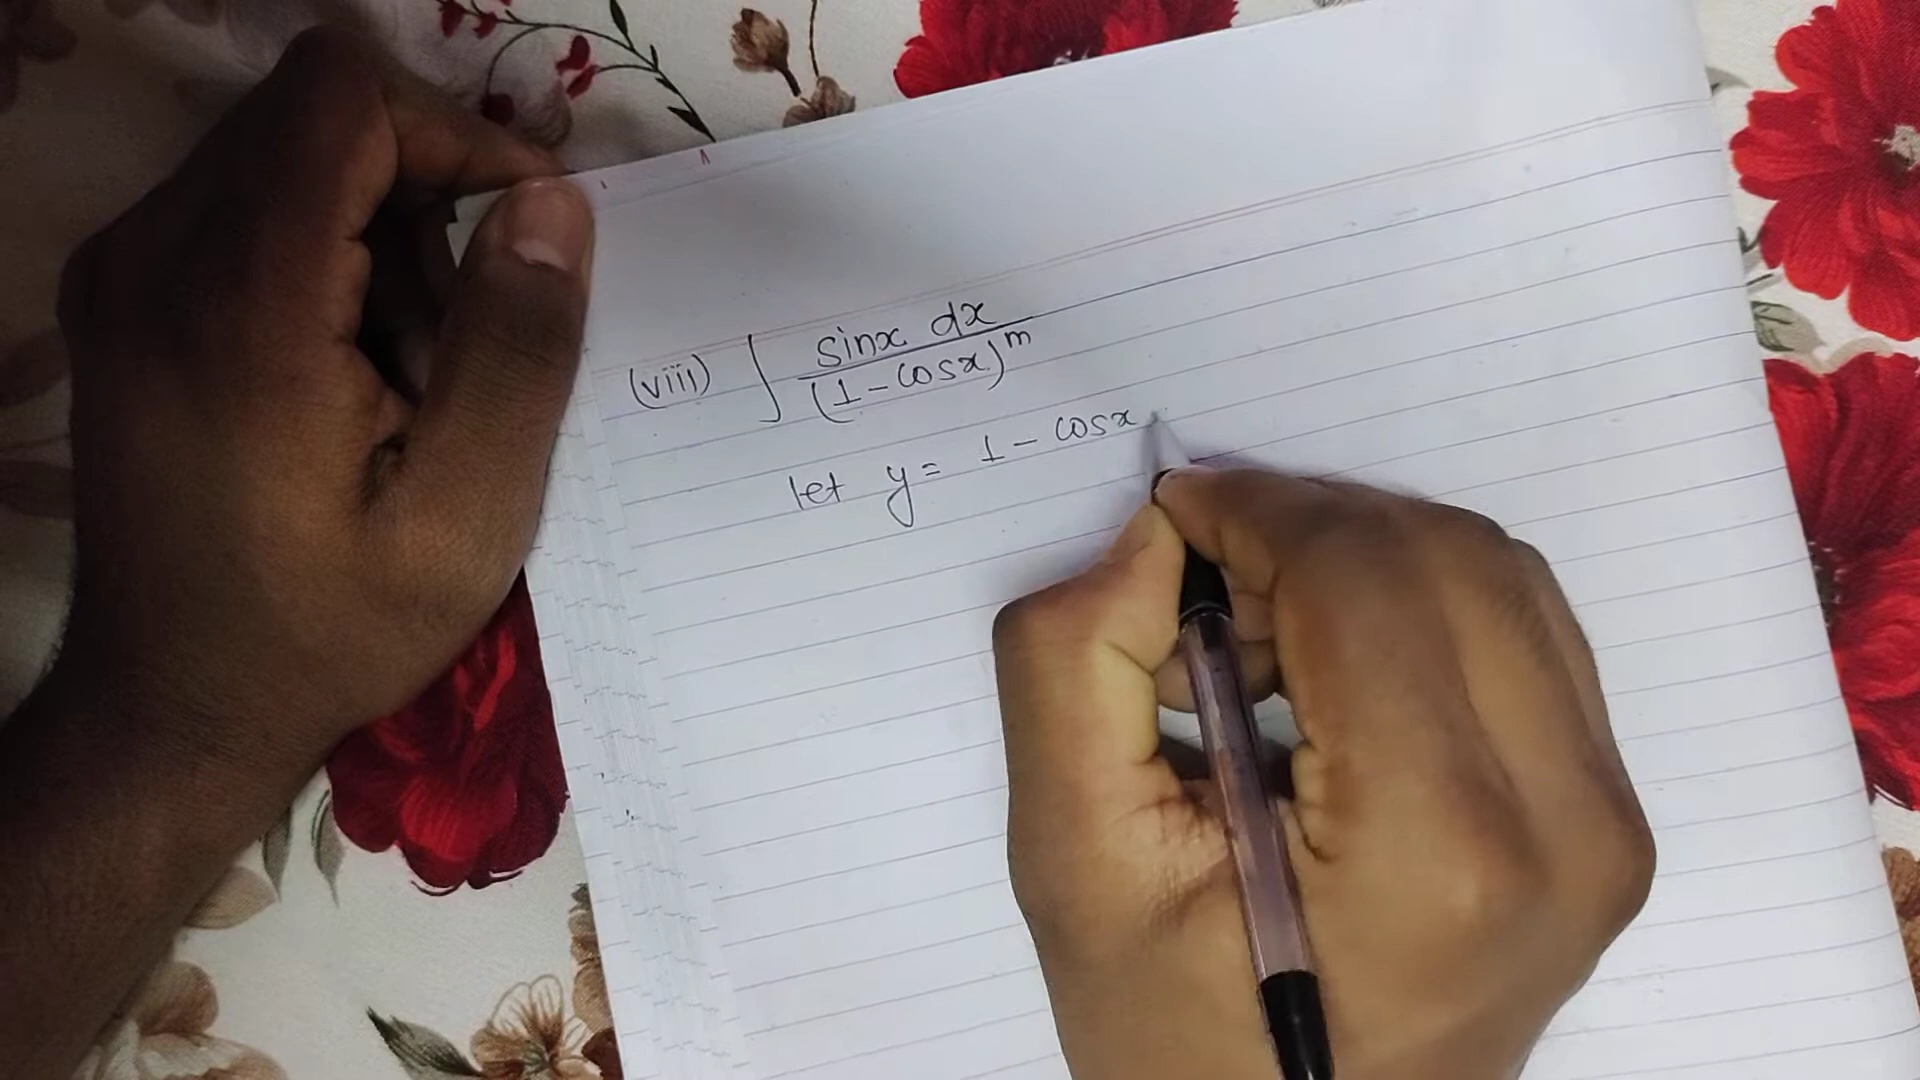 (viii) ∫ sinx dx / (1-cosx)^m
let y = 1 - cosx